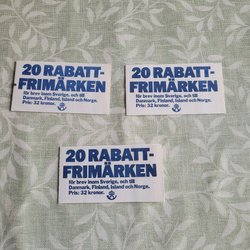 20 RABATT-
FRIMÄRKEN
för brev inom Sverige, och till
Danmark, Finland, Island och Norge.
Pris: 32 kronor.
20 RABATT-
FRIMÄRKEN
för brev inom Sverige, och till
Danmark, Finland, Island och Norge.
Pris: 32 kronor.
20 RABATT-
FRIMÄRKEN
för brev inom Sverige, och till
Danmark, Finland, Island och Norge.
Pris: 32 kronor.